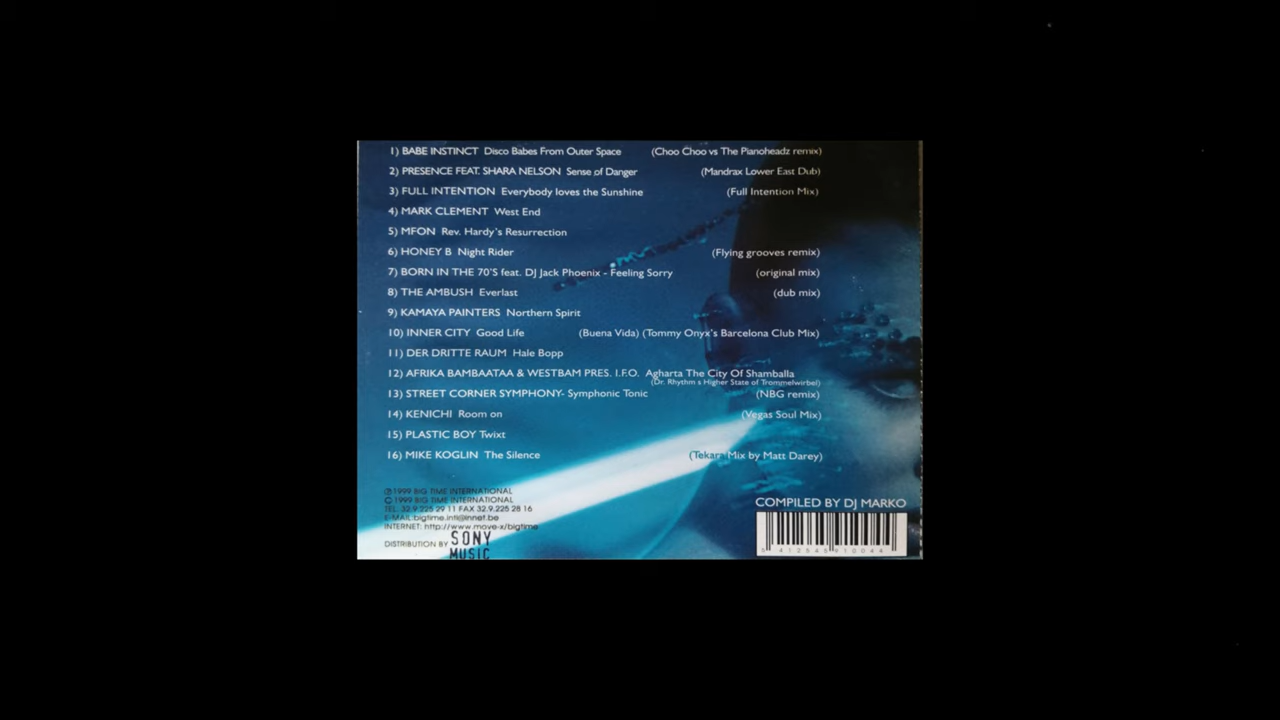 1) BABE INSTINCT Disco Babes From Outer Space (Choo Choo vs The Pianoheadz remix)
2) PRESENCE FEAT. SHARA NELSON Sense of Danger (Mandrax Lower East Dub)
3) FULL INTENTION Everybody loves the Sunshine (Full Intention Mix)
4) MARK CLEMENT West End
5) MFON Rev. Hardy's Resurrection
6) HONEY B Night Rider (Flying grooves remix)
7) BORN IN THE 70'S feat. DJ Jack Phoenix - Feeling Sorry (original mix)
8) THE AMBUSH Everlast (dub mix)
9) KAMAYA PAINTERS Northern Spirit
10) INNER CITY Good Life (Buena Vida) (Tommy Onyx's Barcelona Club Mix)
11) DER DRITTE RAUM Hale Bopp
12) AFRIKA BAMBAATAA & WESTBAM PRES. I.F.O. Agharta The City Of Shamballa
(Dr. Rhythm s Higher State of Trommelwirbel)
13) STREET CORNER SYMPHONY- Symphonic Tonic (NBG remix)
14) KENICHI Room on (Vegas Soul Mix)
15) PLASTIC BOY Twixt
16) MIKE KOGLIN The Silence (Tekara Mix by Matt Darey)
℗1999 BIG TIME INTERNATIONAL
©1999 BIG TIME INTERNATIONAL
TEL. 32.9.225 29 11 FAX 32.9.225 28 16
E-MAIL:bigtime.intl@innet.be
INTERNET: http://www.move-x/bigtime
DISTRIBUTION BY SONY
MUSIC
COMPILED BY DJ MARKO
5 412545 910044